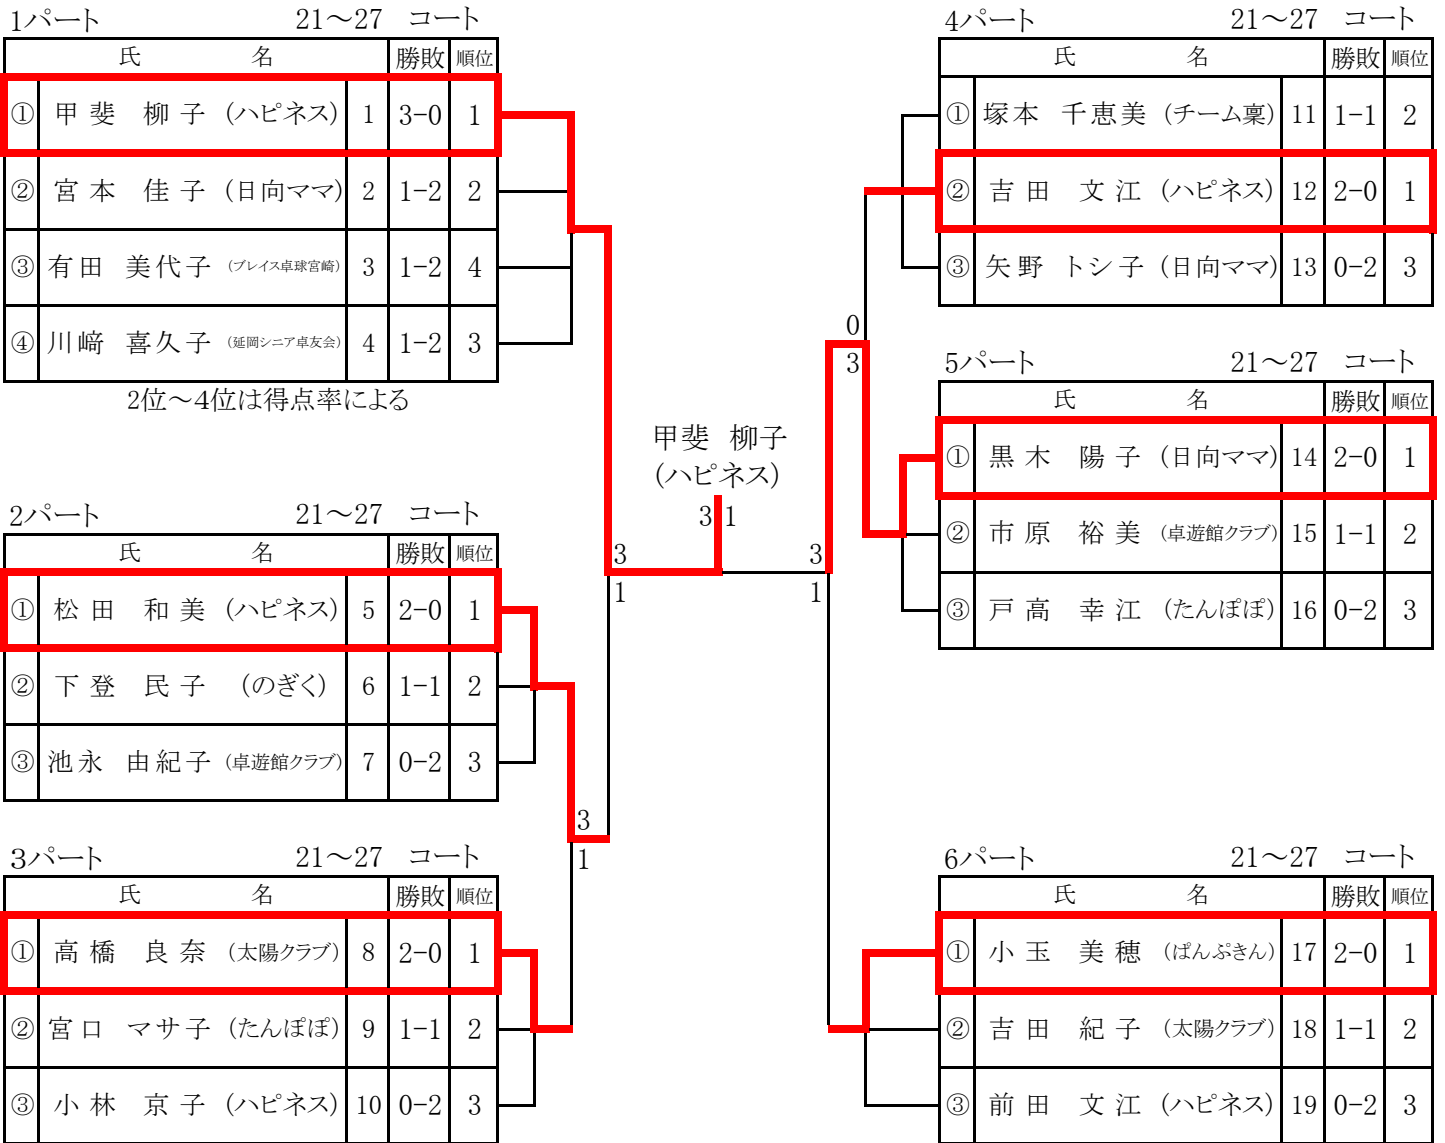 1パート 21～27 コート
氏 名 勝敗 順位
① 甲斐 柳子 (ハピネス) 1 3-0 1
② 宮本 佳子 (日向ママ) 2 1-2 2
③ 有田 美代子 (ブレイス卓球宮崎) 3 1-2 4
④ 川﨑 喜久子 (延岡シニア卓友会) 4 1-2 3
2位～4位は得点率による
2パート 21～27 コート
氏 名 勝敗 順位
① 松田 和美 (ハピネス) 5 2-0 1
② 下登 民子 (のぎく) 6 1-1 2
③ 池永 由紀子 (卓遊館クラブ) 7 0-2 3
3パート 21～27 コート
氏 名 勝敗 順位
① 高橋 良奈 (太陽クラブ) 8 2-0 1
② 宮口 マサ子 (たんぽぽ) 9 1-1 2
③ 小林 京子 (ハピネス) 10 0-2 3
3
1
3
1
甲斐 柳子
(ハピネス)
3 1
3
1
0
3
4パート 21～27 コート
氏 名 勝敗 順位
① 塚本 千恵美 (チーム稟) 11 1-1 2
② 吉田 文江 (ハピネス) 12 2-0 1
③ 矢野 トシ子 (日向ママ) 13 0-2 3
5パート 21～27 コート
氏 名 勝敗 順位
① 黒木 陽子 (日向ママ) 14 2-0 1
② 市原 裕美 (卓遊館クラブ) 15 1-1 2
③ 戸高 幸江 (たんぽぽ) 16 0-2 3
6パート 21～27 コート
氏 名 勝敗 順位
① 小玉 美穂 (ぱんぷきん) 17 2-0 1
② 吉田 紀子 (太陽クラブ) 18 1-1 2
③ 前田 文江 (ハピネス) 19 0-2 3